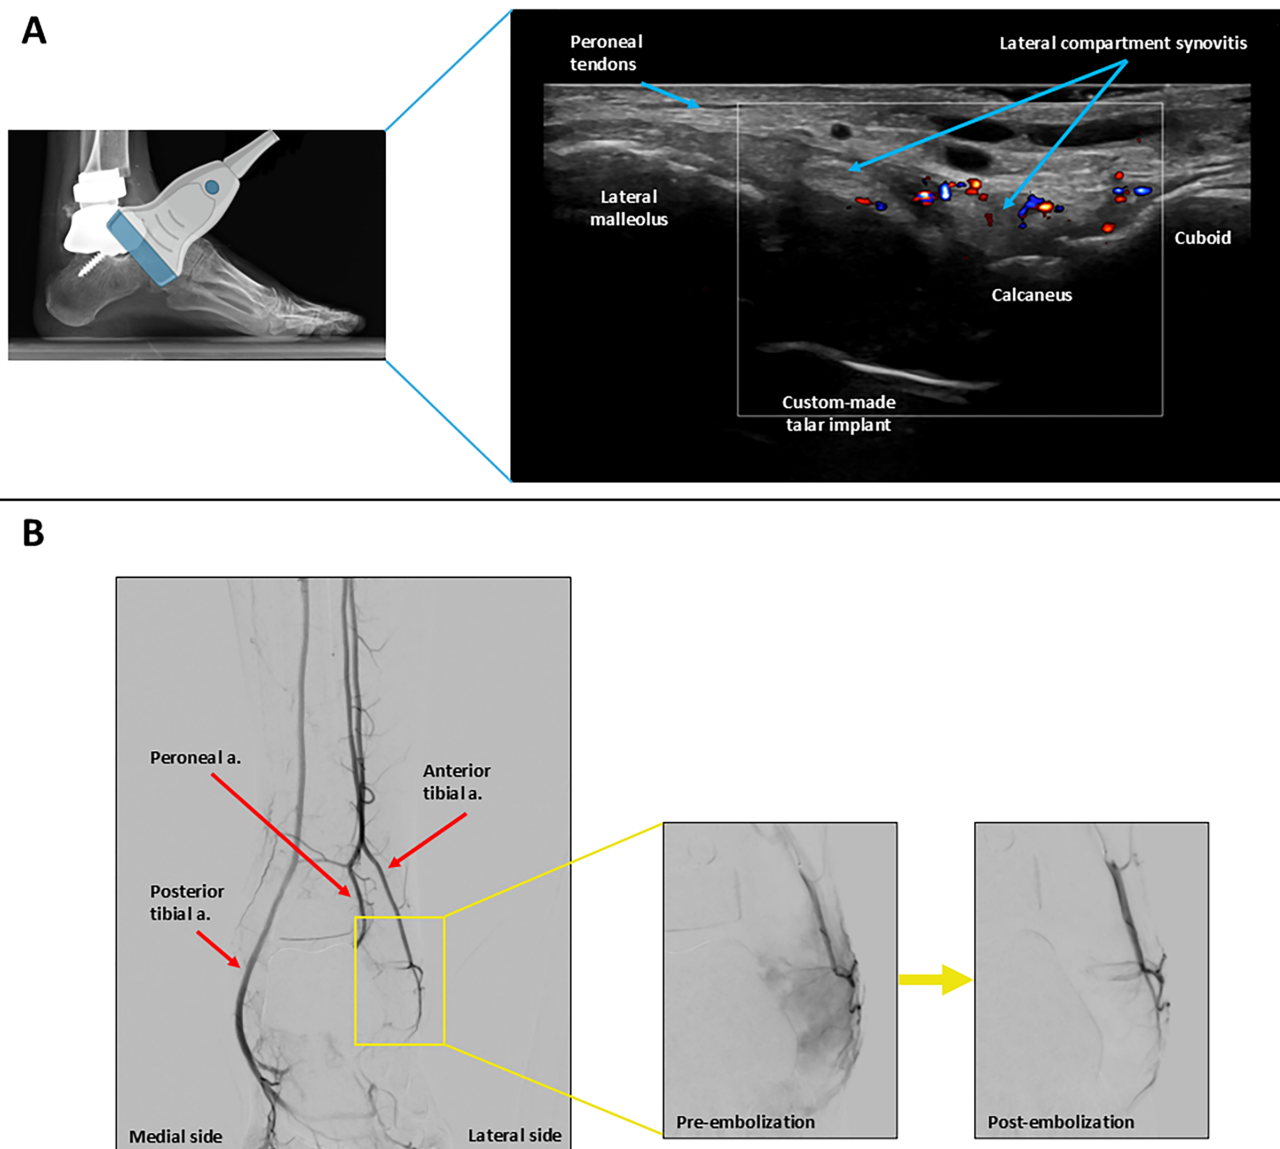 A
Peroneal
tendons
Lateral compartment synovitis
Lateral
malleolus
Cuboid
Calcaneus
Custom-made
talar implant
B
Peroneal a.
Anterior
tibial a.
Posterior
tibial a.
Medial side
Lateral side
Pre-embolization
Post-embolization